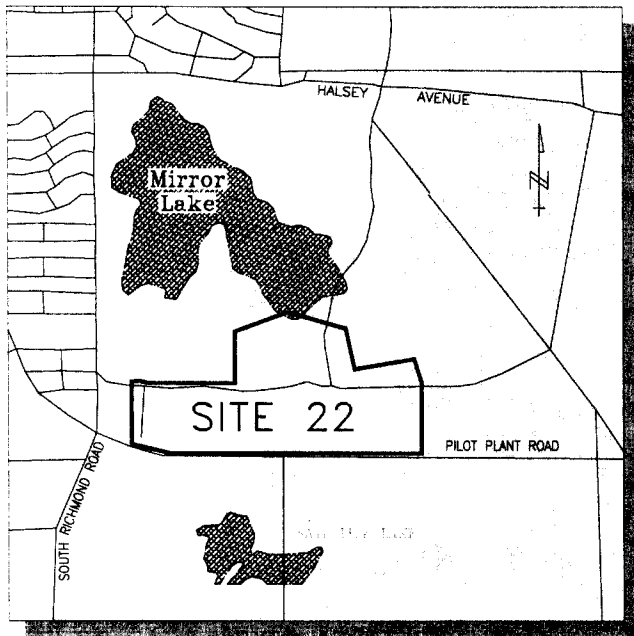 HALSEY AVENUE
Mirror
Lake
N
SITE 22
PILOT PLANT ROAD
SOUTH RICHMOND ROAD